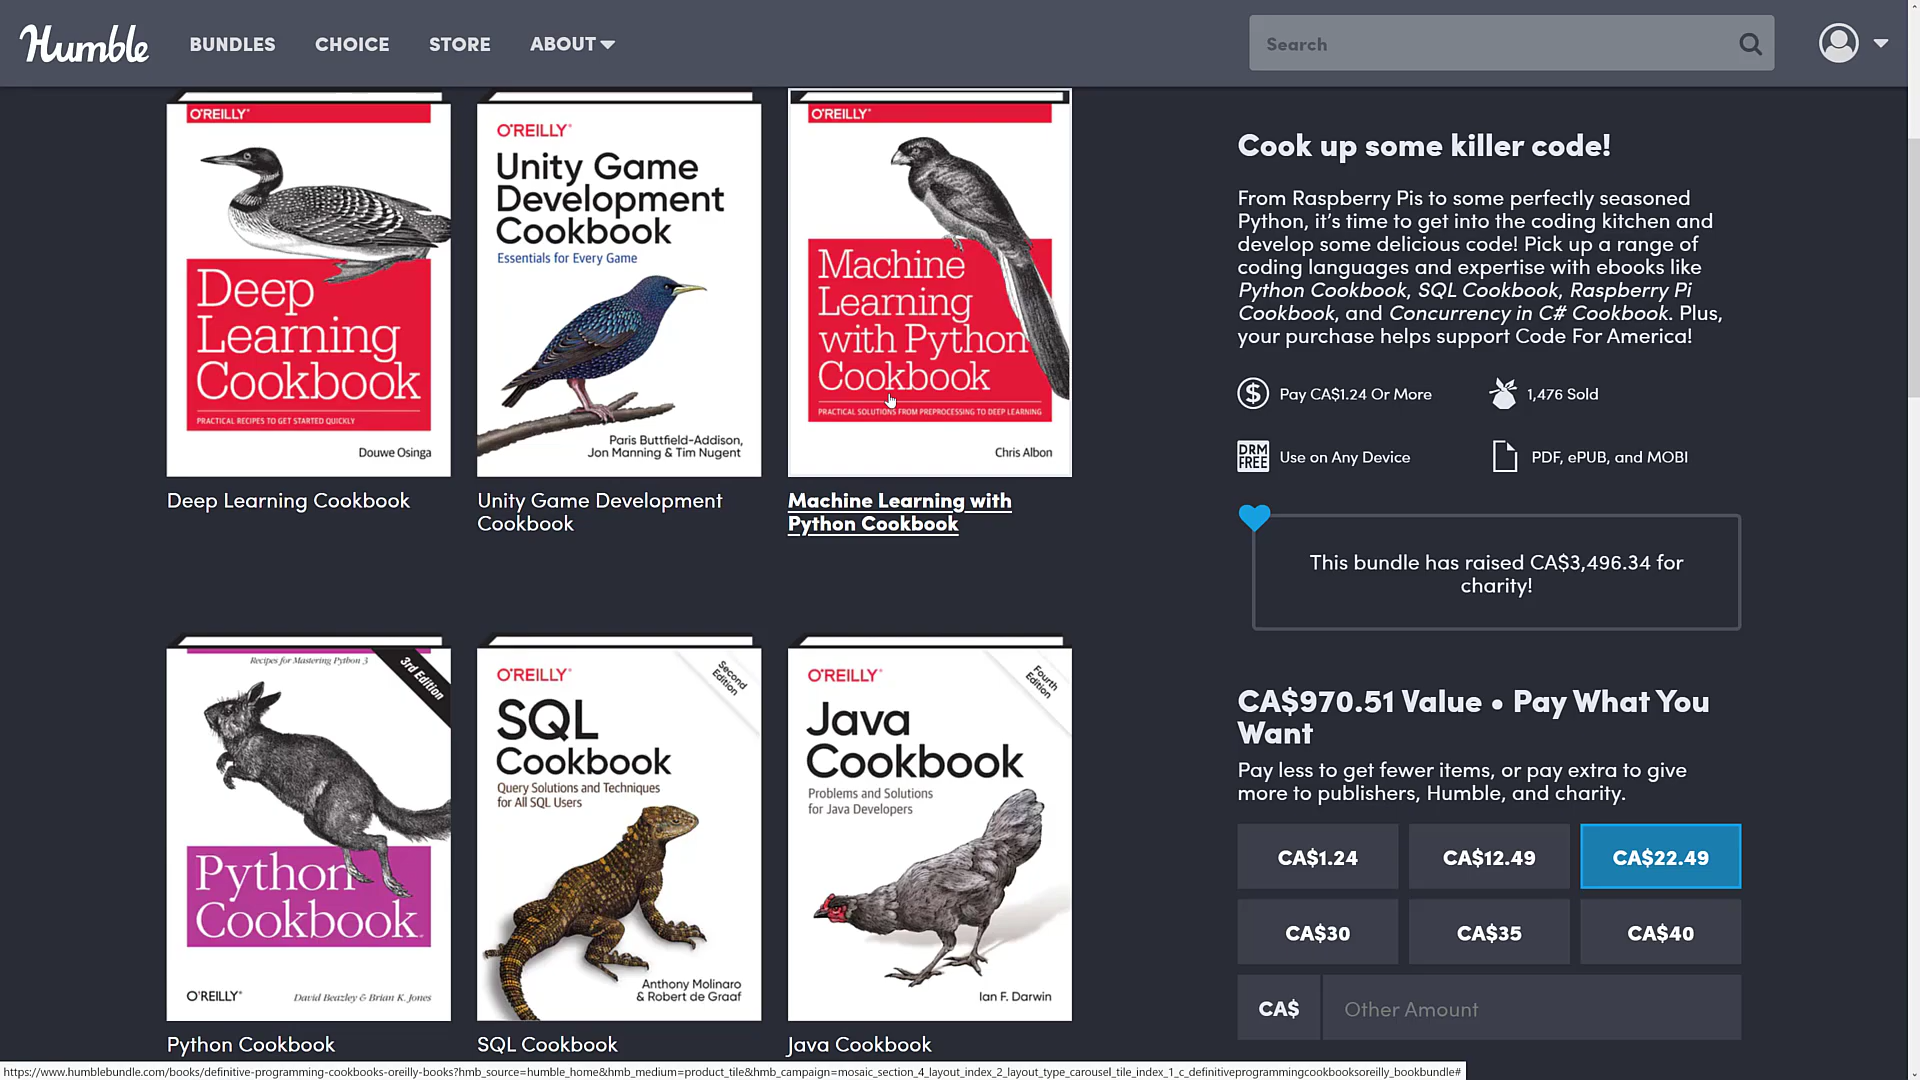 Humble
BUNDLES
CHOICE
STORE
ABOUT
Search
O'REILLY®
Deep
Learning
Cookbook
PRACTICAL RECIPES TO GET STARTED QUICKLY
Douwe Osinga
Deep Learning Cookbook
O'REILLY®
Unity Game
Development
Cookbook
Essentials for Every Game
Paris Buttfield-Addison,
Jon Manning & Tim Nugent
Unity Game Development
Cookbook
O'REILLY®
Machine
Learning
with Python
Cookbook
PRACTICAL SOLUTIONS FROM PREPROCESSING TO DEEP LEARNING
Chris Albon
Machine Learning with
Python Cookbook
Recipes for Mastering Python 3
3rd Edition
Python
Cookbook
O'REILLY®
David Beazley & Brian K. Jones
Python Cookbook
O'REILLY®
Second
Edition
SQL
Cookbook
Query Solutions and Techniques
for All SQL Users
Anthony Molinaro
& Robert de Graaf
SQL Cookbook
O'REILLY®
Fourth
Edition
Java
Cookbook
Problems and Solutions
for Java Developers
Ian F. Darwin
Java Cookbook
Cook up some killer code!
From Raspberry Pis to some perfectly seasoned
Python, it's time to get into the coding kitchen and
develop some delicious code! Pick up a range of
coding languages and expertise with ebooks like
Python Cookbook, SQL Cookbook, Raspberry Pi
Cookbook, and Concurrency in C# Cookbook. Plus,
your purchase helps support Code For America!
$
Pay CA$1.24 Or More
1,476 Sold
DRM
FREE
Use on Any Device
PDF, ePUB, and MOBI
This bundle has raised CA$3,496.34 for
charity!
CA$970.51 Value • Pay What You
Want
Pay less to get fewer items, or pay extra to give
more to publishers, Humble, and charity.
CA$1.24
CA$12.49
CA$22.49
CA$30
CA$35
CA$40
CA$
Other Amount
https://www.humblebundle.com/books/definitive-programming-cookbooks-oreilly-books?hmb_source=humble_home&hmb_medium=product_tile&hmb_campaign=mosaic_section_4_layout_index_2_layout_type_carousel_tile_index_1_c_definitiveprogrammingcookbooksoreilly_bookbundle#